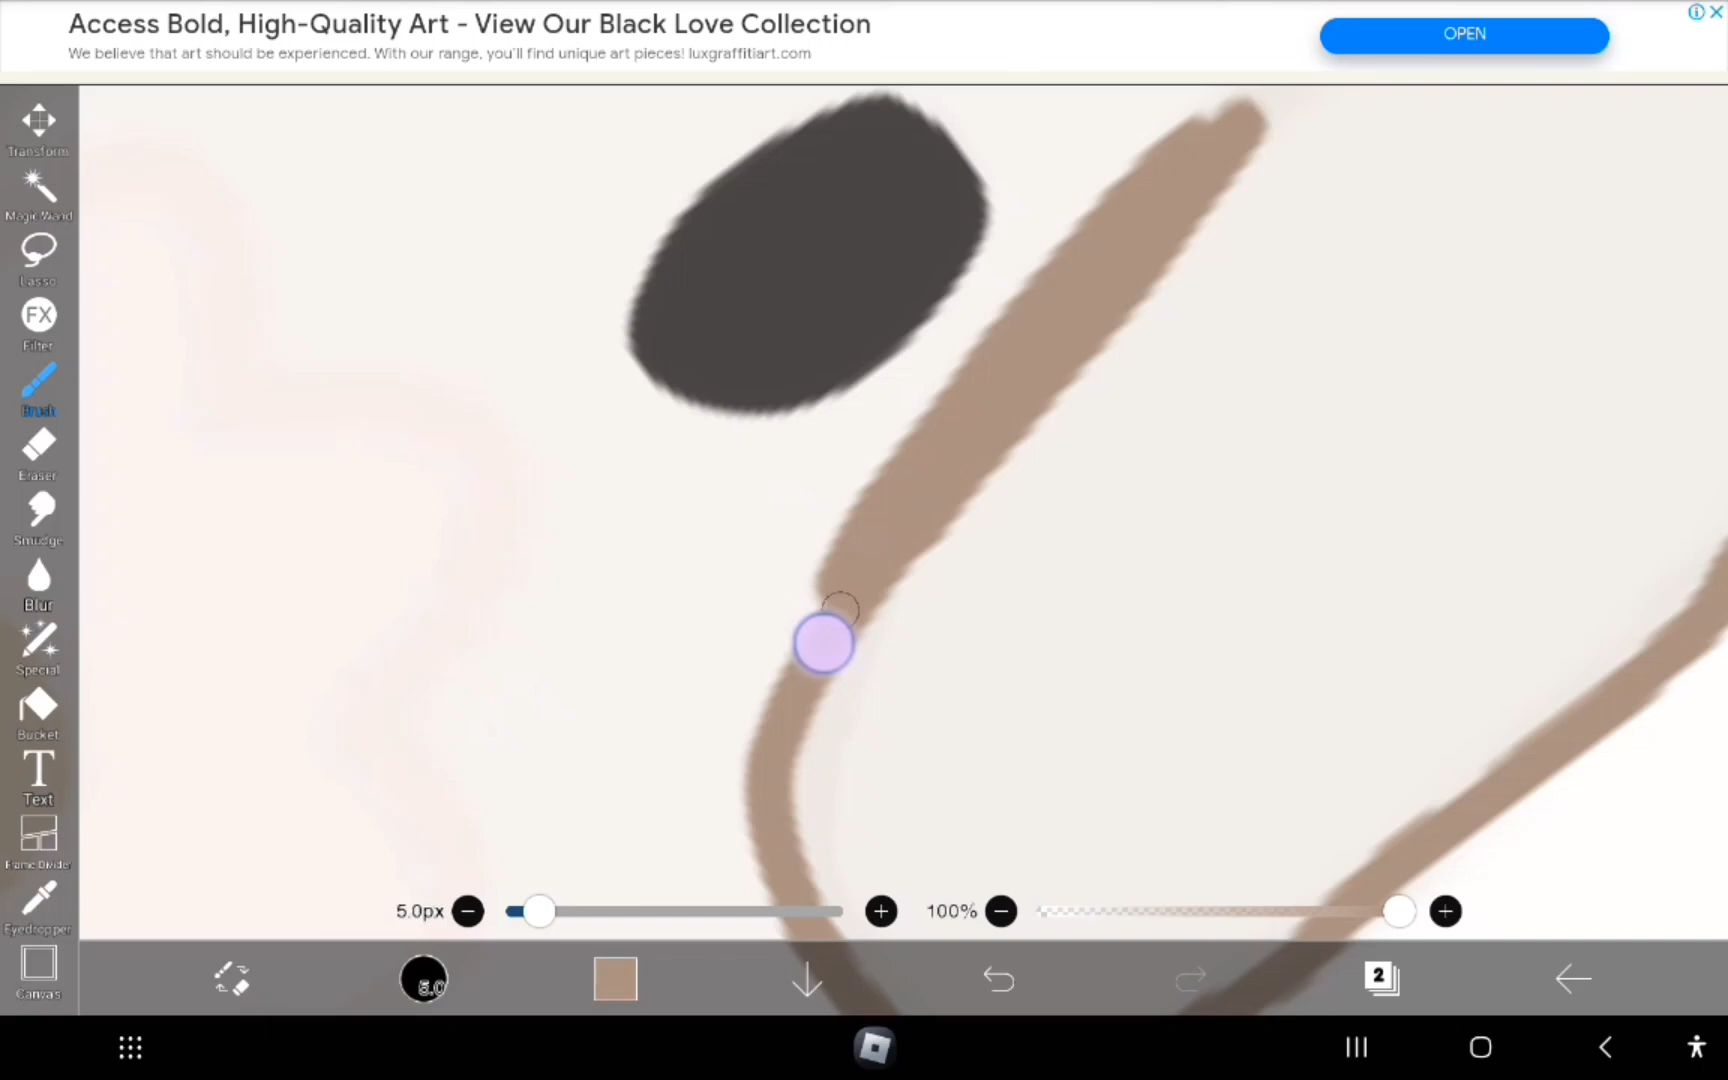 Access Bold, High-Quality Art - View Our Black Love Collection
We believe that art should be experienced. With our range, you'll find unique art pieces! luxgraffitiart.com
OPEN
Transform
Magic Wand
Lasso
FX
Filter
Brush
Eraser
Smudge
Blur
Special
Bucket
T
Text
Frame Divider
Eyedropper
Canvas
5.0px
100%
5.0
2